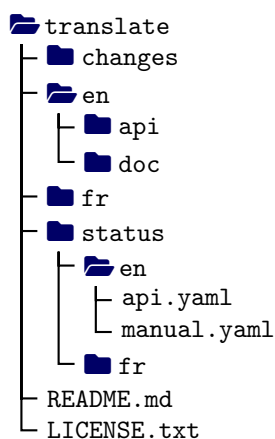 translate
changes
en
api
doc
fr
status
en
api.yaml
manual.yaml
fr
README.md
LICENSE.txt